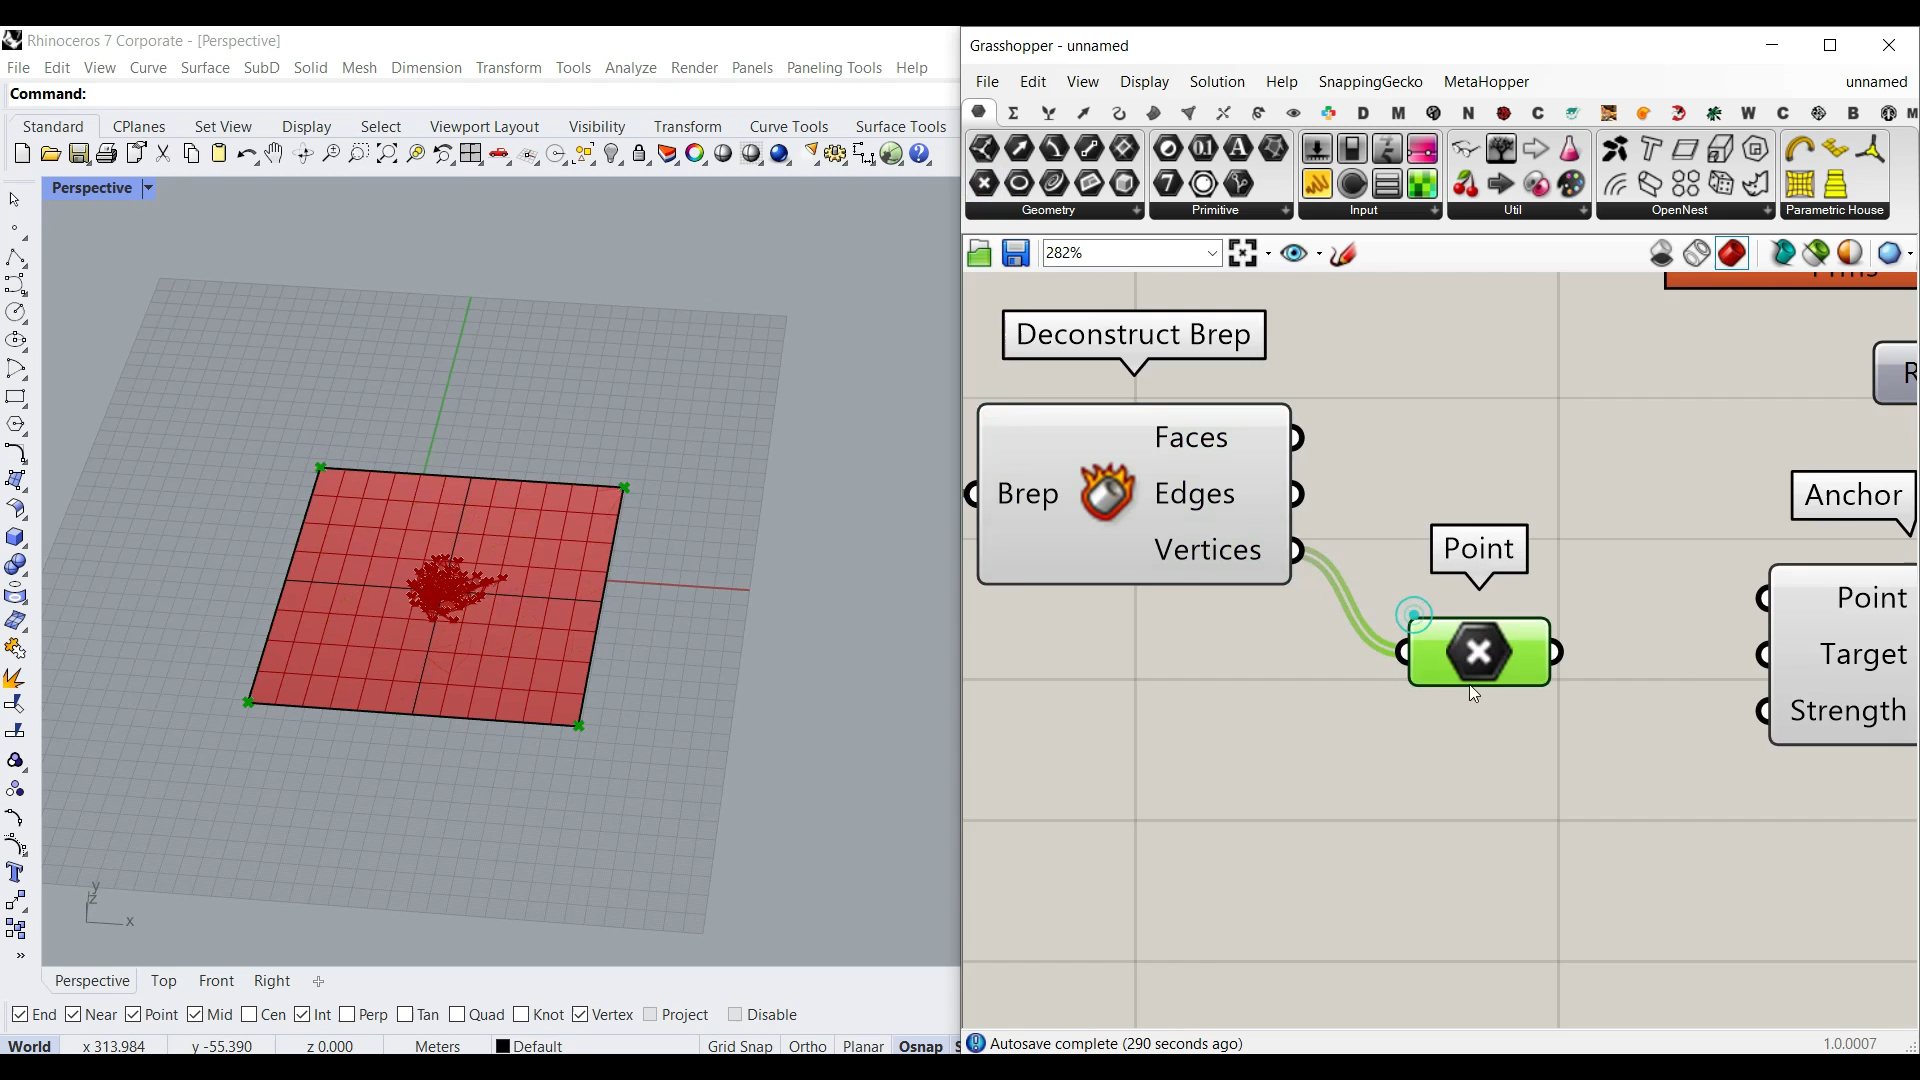 Rhinoceros 7 Corporate - [Perspective]
File Edit View Curve Surface SubD Solid Mesh Dimension Transform Tools Analyze Render Panels Paneling Tools Help
Command:
Standard CPlanes Set View Display Select Viewport Layout Visibility Transform Curve Tools Surface Tools
Perspective
y
z
x
Perspective Top Front Right
End Near Point Mid Cen Int Perp Tan Quad Knot Vertex Project Disable
World x 313.984 y -55.390 z 0.000 Meters Default Grid Snap Ortho Planar Osnap S
Grasshopper - unnamed
File Edit View Display Solution Help SnappingGecko MetaHopper unnamed
D M N C W C B M
Geometry Primitive Input Util OpenNest Parametric House
282%
Deconstruct Brep
Faces
Brep Edges
Vertices
Point
R
Anchor
Point
Target
Strength
Autosave complete (290 seconds ago) 1.0.0007